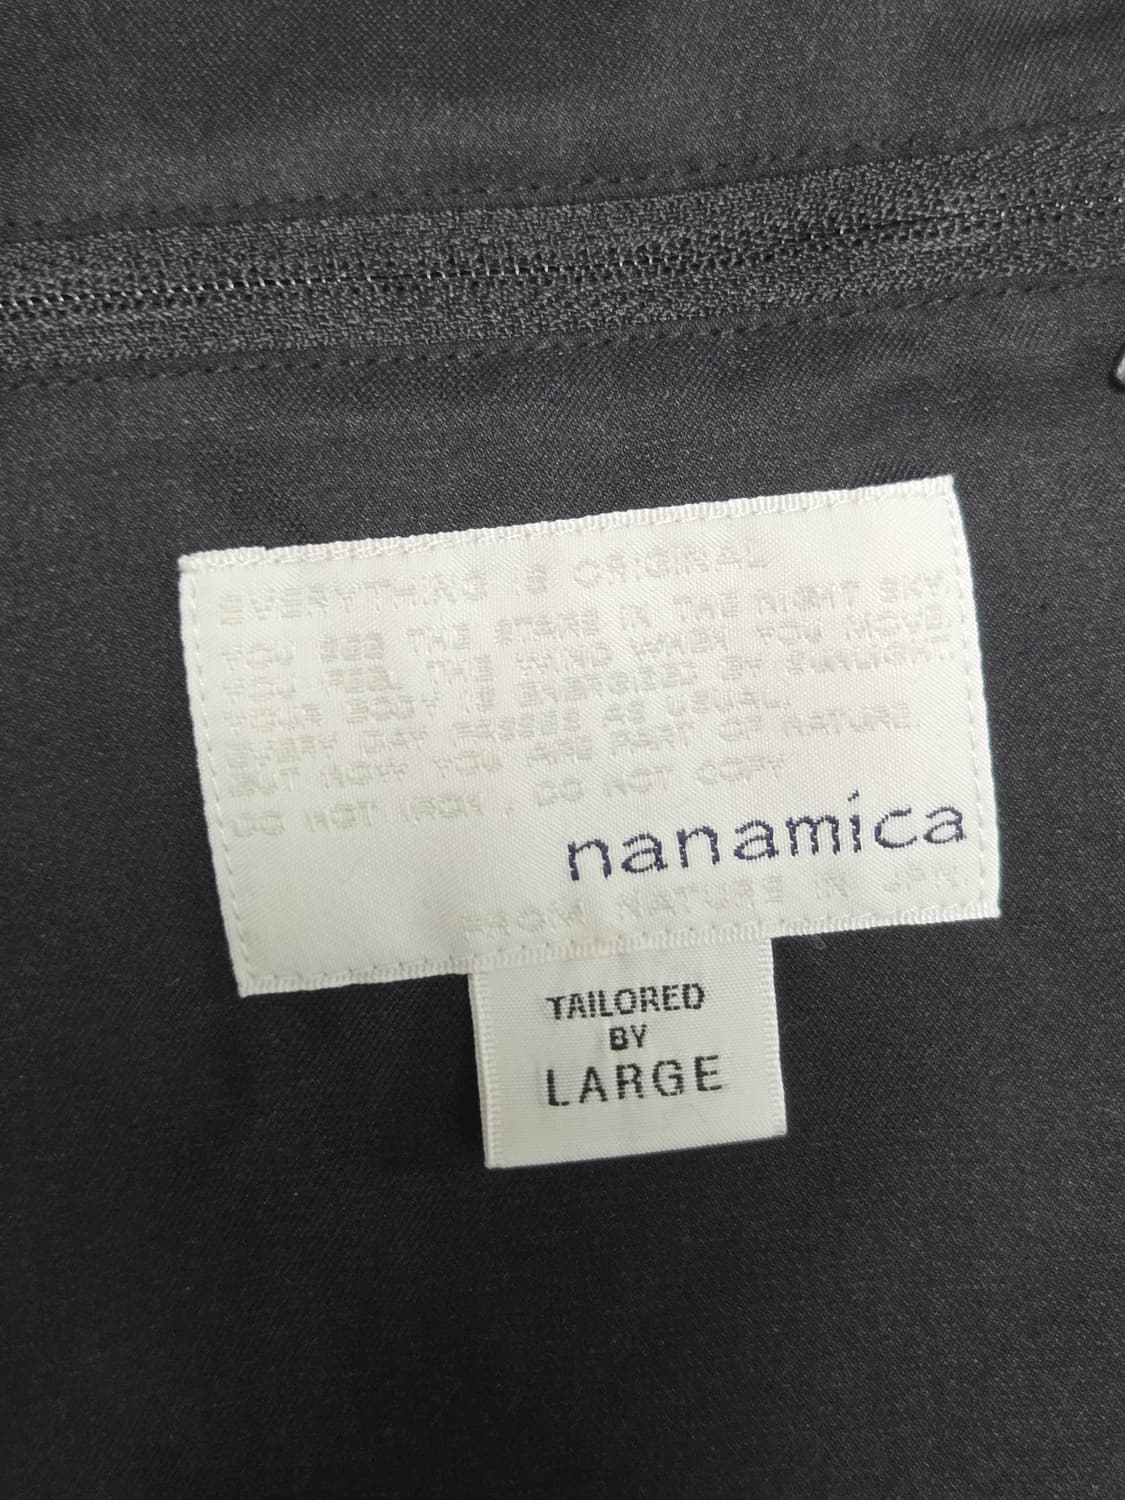 EVERYTHING IS ORIGINAL
YOU SEE THE STARS IN THE NIGHT SKY.
YOU FEEL THE WIND WHEN YOU MOVE.
YOUR BODY IS ENERGIZED BY SUNLIGHT.
EVERY DAY PASSES AS USUAL,
BUT NOW YOU ARE PART OF NATURE.
DO NOT IRON, DO NOT COPY
nanamica
FROM NATURE IN JPN
TAILORED
BY
LARGE